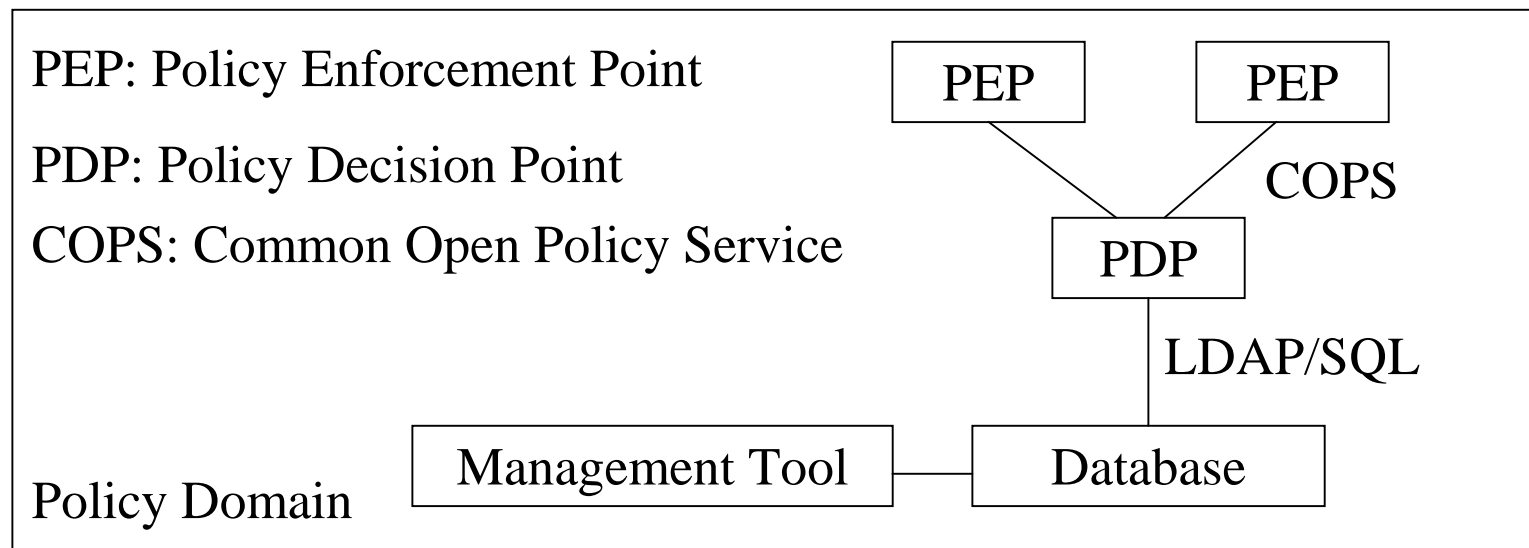 PEP: Policy Enforcement Point
PEP
PEP
PDP: Policy Decision Point
COPS
COPS: Common Open Policy Service
PDP
LDAP/SQL
Management Tool
Database
Policy Domain